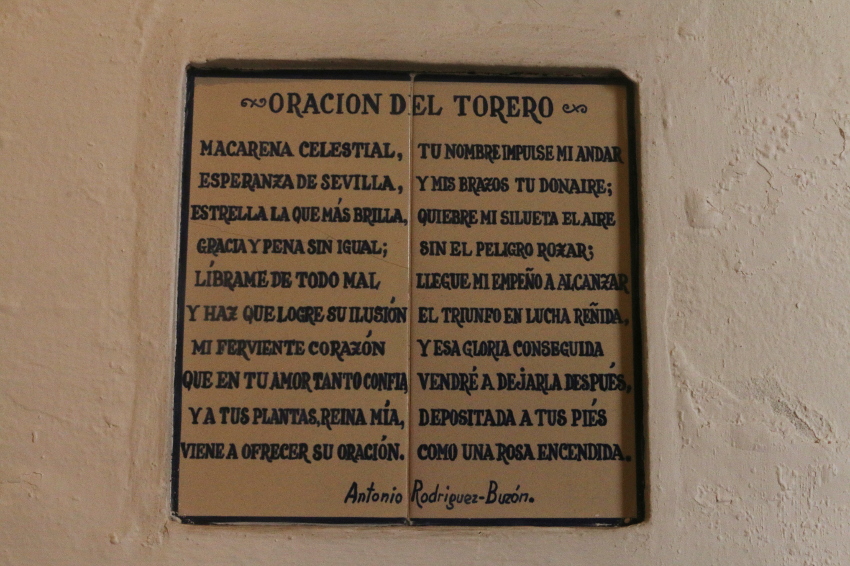 ORACION DEL TORERO
MACARENA CELESTIAL,
ESPERANZA DE SEVILLA,
ESTRELLA LA QUE MÁS BRILLA,
GRACIA Y PENA SIN IGUAL;
LÍBRAME DE TODO MAL
Y HAZ QUE LOGRE SU ILUSIÓN
MI FERVIENTE CORAZÓN
QUE EN TU AMOR TANTO CONFIA
Y A TUS PLANTAS, REINA MÍA,
VIENE A OFRECER SU ORACIÓN.
TU NOMBRE IMPULSE MI ANDAR
Y MIS BRAZOS TU DONAIRE;
QUIEBRE MI SILUETA EL AIRE
SIN EL PELIGRO ROZAR;
LLEGUE MI EMPEÑO A ALCANZAR
EL TRIUNFO EN LUCHA REÑIDA,
Y ESA GLORIA CONSEGUIDA
VENDRÉ A DEJARLA DESPUÉS,
DEPOSITADA A TUS PIÉS
COMO UNA ROSA ENCENDIDA.
Antonio Rodriguez-Buzón.